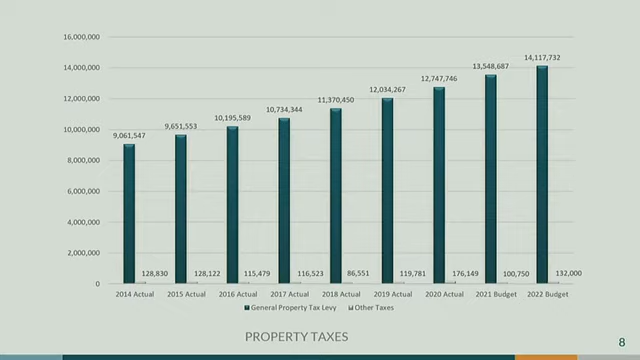 16,000,000
14,000,000
12,000,000
10,000,000
8,000,000
6,000,000
4,000,000
2,000,000
0
9,061,547 9,651,553 10,195,589 10,734,344 11,370,450 12,034,267 12,747,746 13,548,687 14,117,732
128,830 128,122 115,479 116,523 86,551 119,781 176,149 100,750 132,000
2014 Actual 2015 Actual 2016 Actual 2017 Actual 2018 Actual 2019 Actual 2020 Actual 2021 Budget 2022 Budget
General Property Tax Levy Other Taxes
PROPERTY TAXES
8